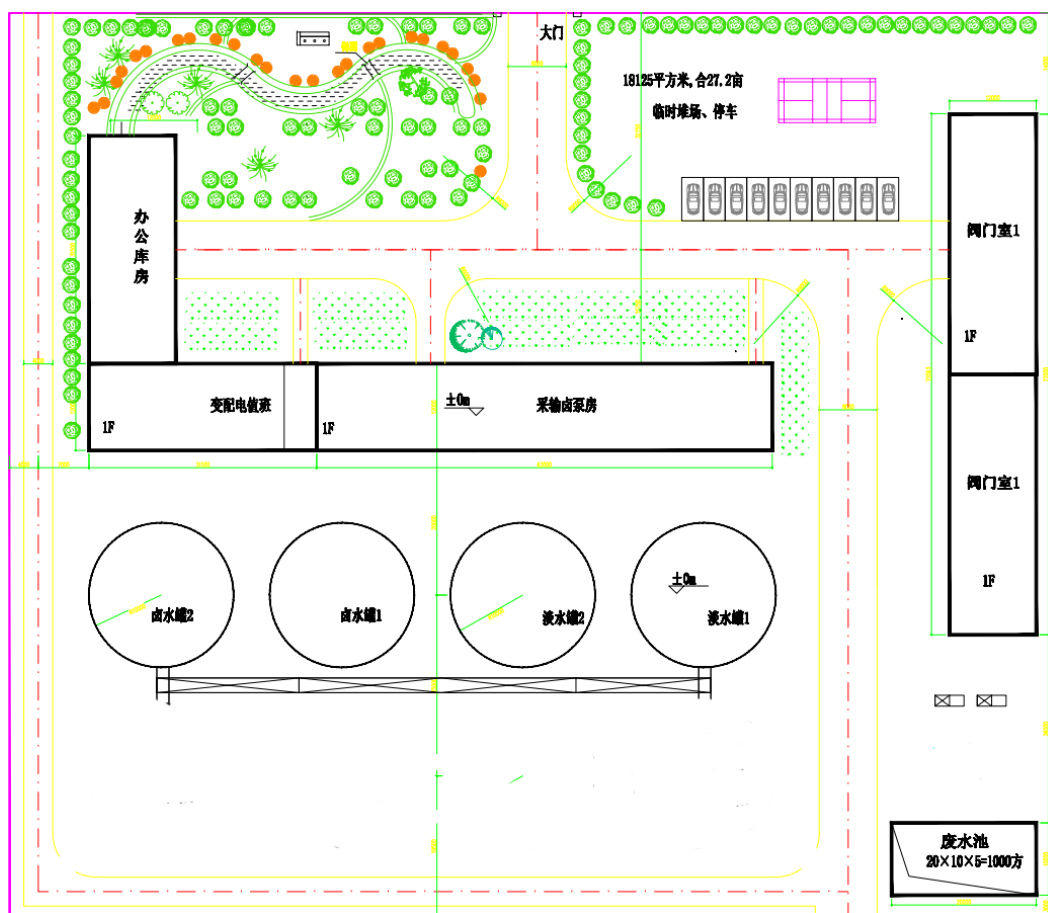 大门
18125平方米,合27.2亩
临时堆场、停车
办公库房
阀门室1
1F
变配电值班
1F
±0m
采输卤泵房
1F
阀门室1
1F
±0m
卤水罐2
卤水罐1
淡水罐2
淡水罐1
废水池
20×10×5=1000方